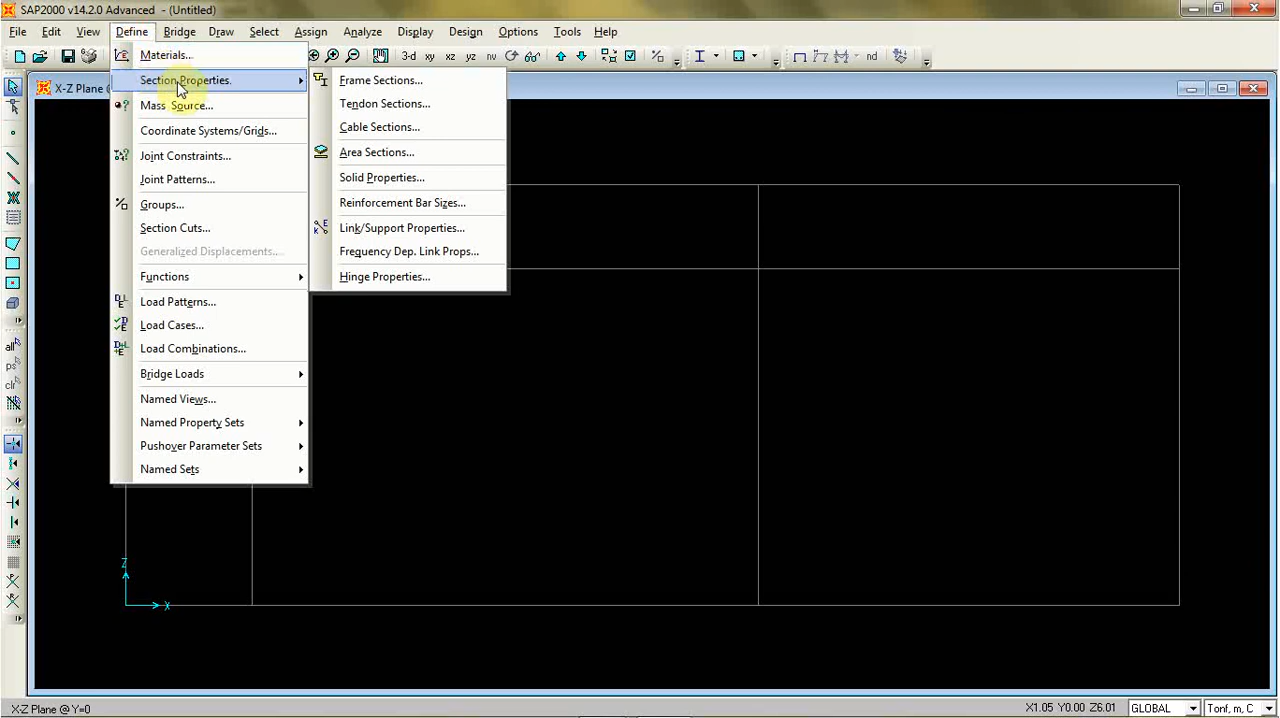 SAP2000 v14.2.0 Advanced - (Untitled)
File Edit View Define Bridge Draw Select Assign Analyze Display Design Options Tools Help
3-d xy xz yz nv nd
X-Z Plane @
Materials...
Section Properties.
Mass Source...
Coordinate Systems/Grids...
Joint Constraints...
Joint Patterns...
Groups...
Section Cuts...
Generalized Displacements...
Functions
Load Patterns...
Load Cases...
Load Combinations...
Bridge Loads
Named Views...
Named Property Sets
Pushover Parameter Sets
Named Sets
Frame Sections...
Tendon Sections...
Cable Sections...
Area Sections...
Solid Properties...
Reinforcement Bar Sizes...
Link/Support Properties...
Frequency Dep. Link Props...
Hinge Properties...
all
ps
clr
Z
X
X-Z Plane @ Y=0 X1.05 Y0.00 Z6.01 GLOBAL Tonf, m, C